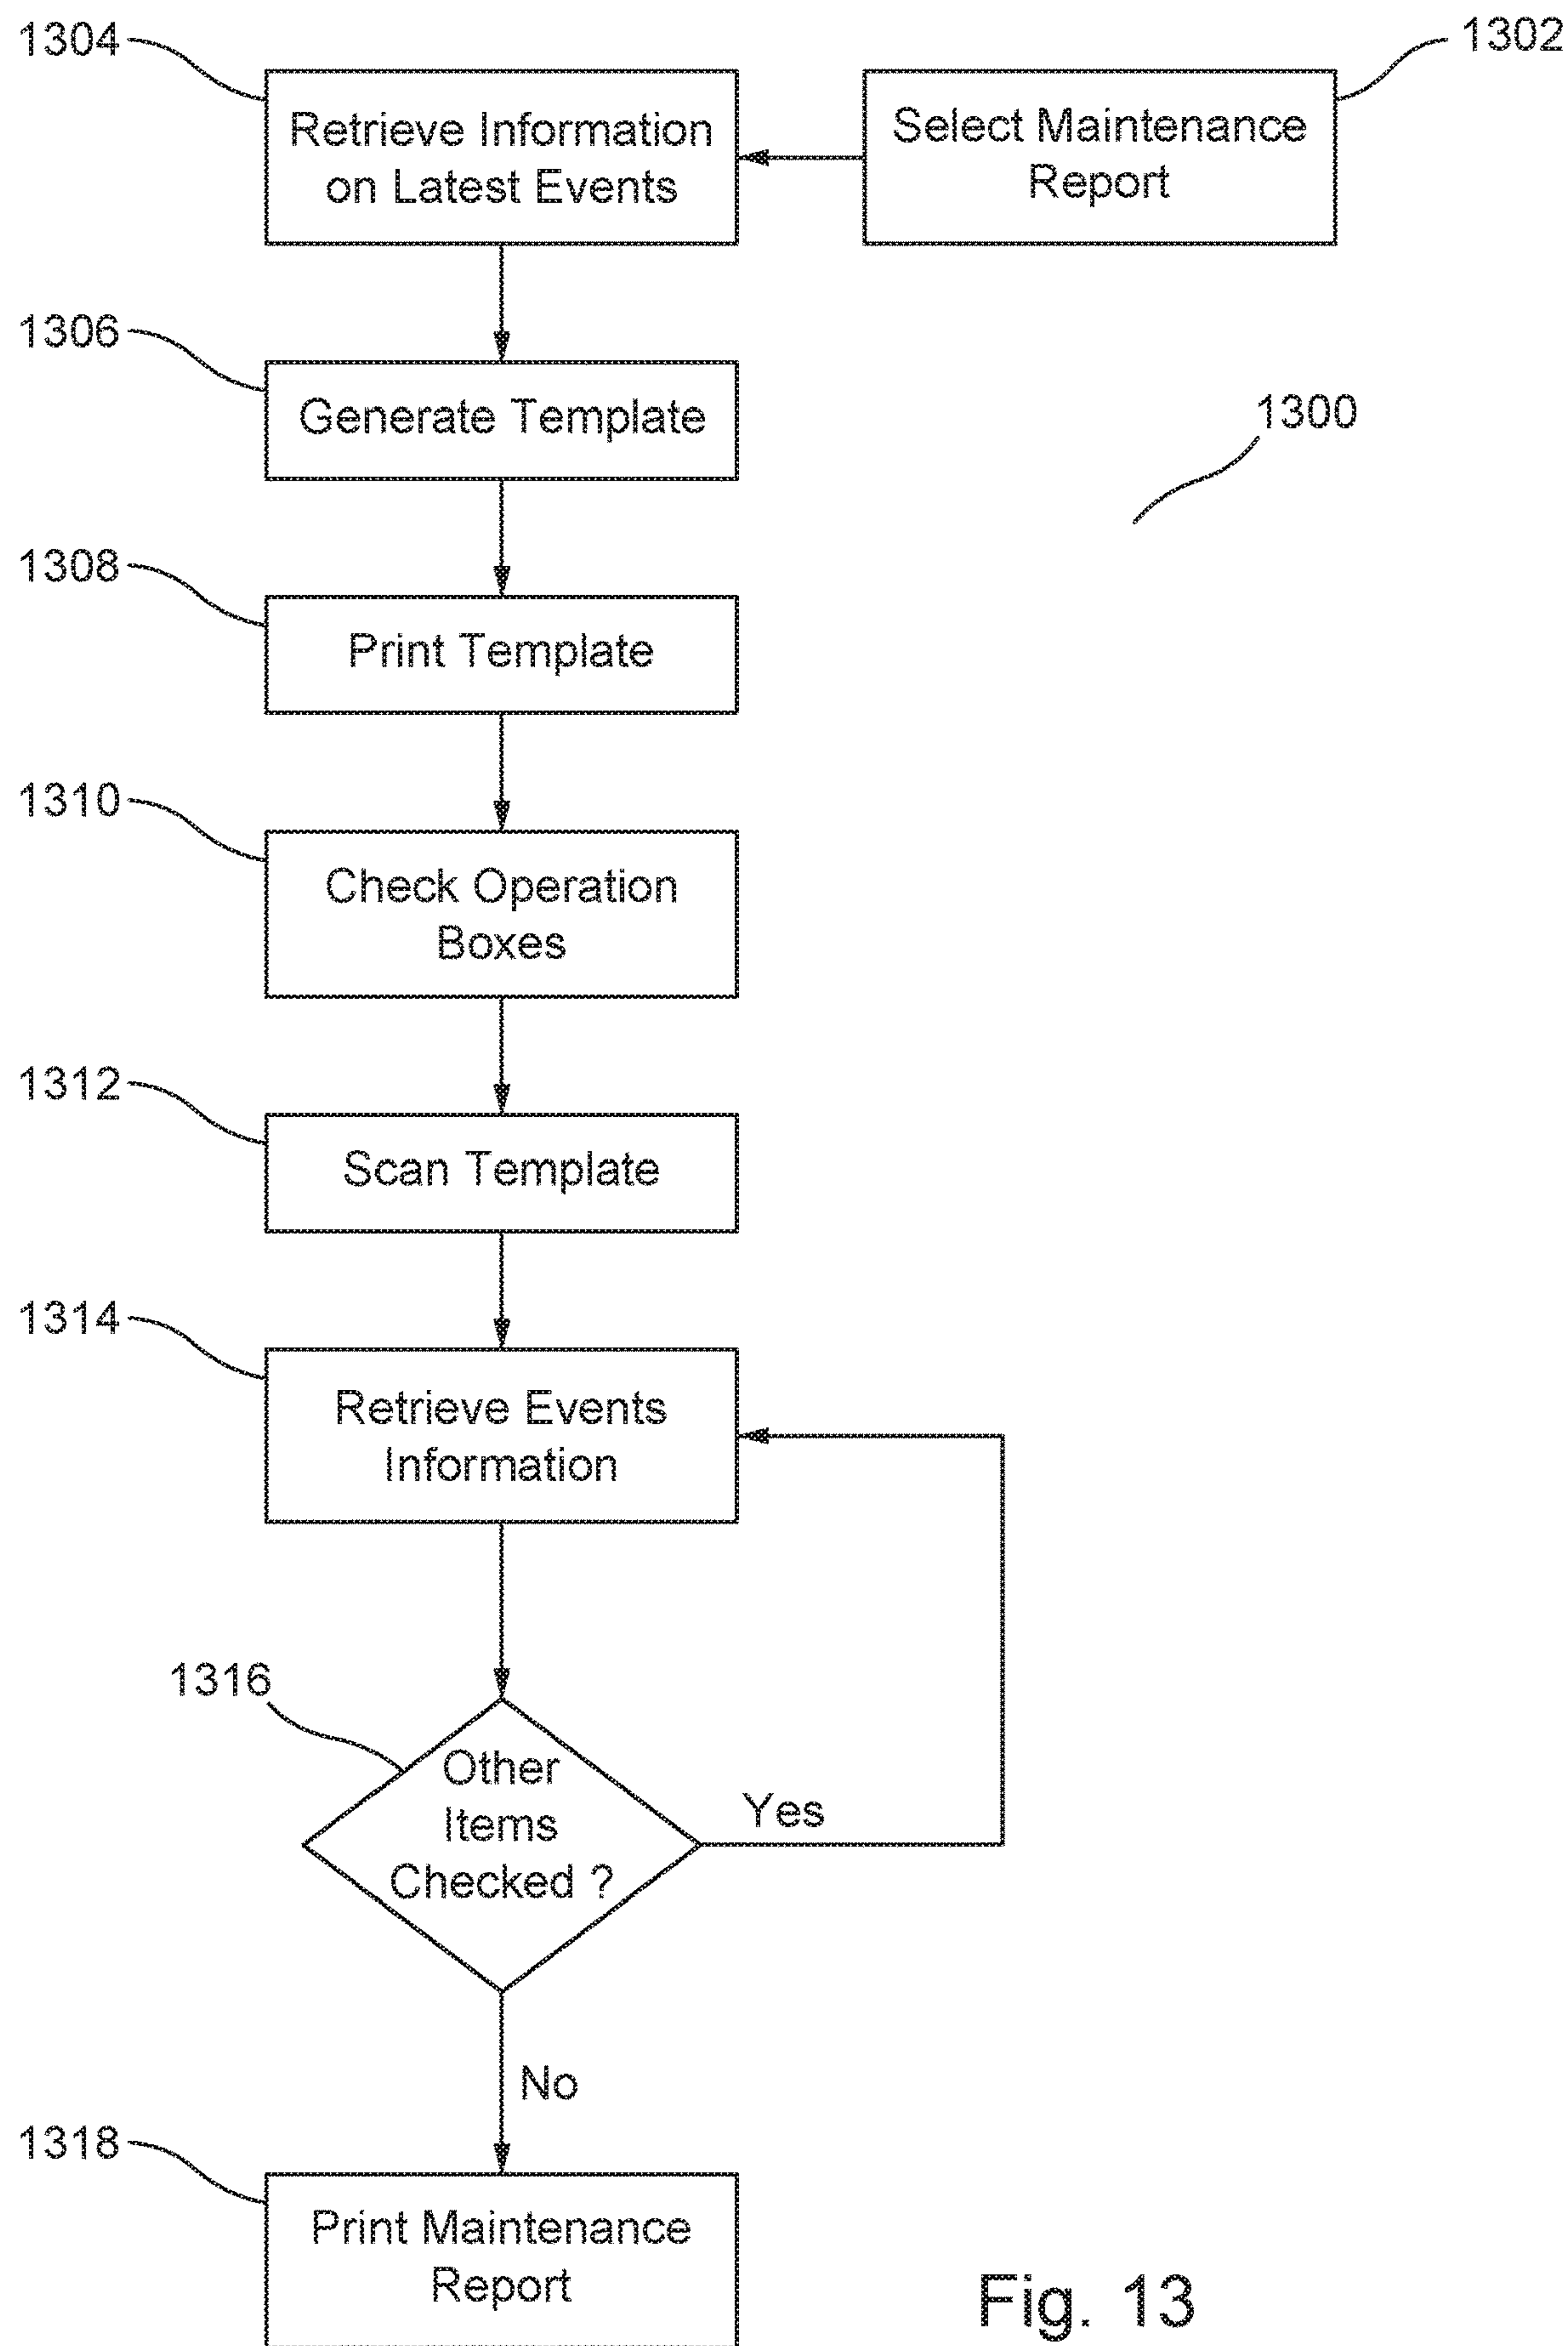 1304
1302
Retrieve Information
on Latest Events
Select Maintenance
Report
1306
Generate Template
1300
1308
Print Template
1310
Check Operation
Boxes
1312
Scan Template
1314
Retrieve Events
Information
1316
Other
Items
Checked ?
Yes
No
1318
Print Maintenance
Report
Fig. 13